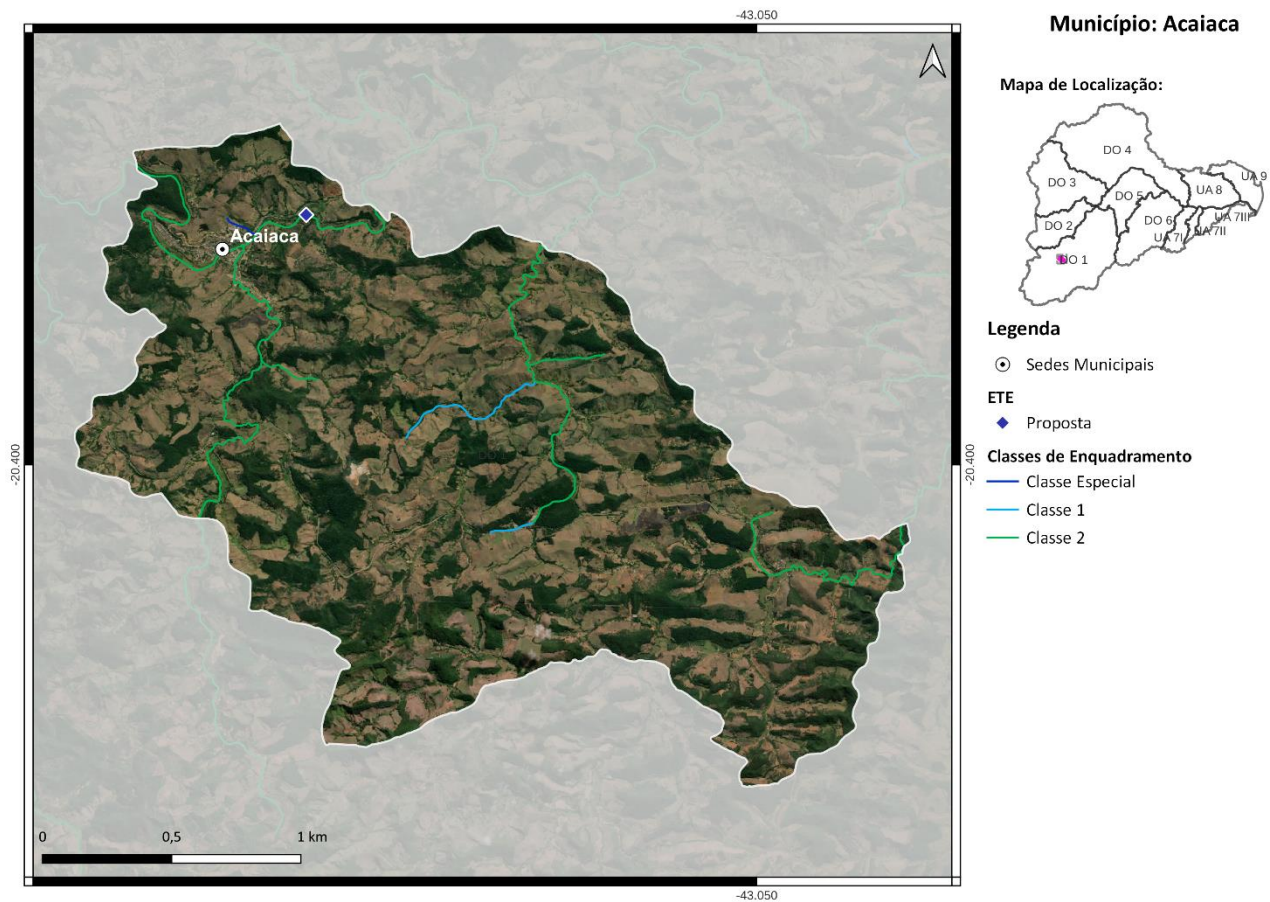 -43.050
Município: Acaiaca
Mapa de Localização:
DO 4
DO 3
DO 5
UA 8
UA 9
DO 2
DO 6
UA 7III
UA 7II
UA 7I
DO 1
Acaiaca
Legenda
Sedes Municipais
ETE
Proposta
Classes de Enquadramento
Classe Especial
Classe 1
Classe 2
-20.400
-20.400
0
0,5
1 km
-43.050